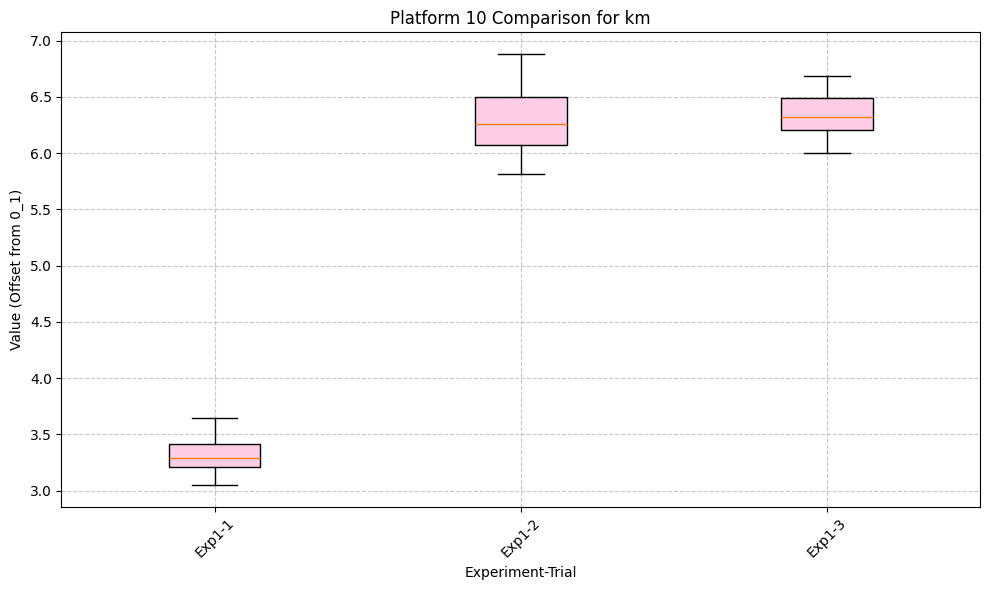 Platform 10 Comparison for km
Value (Offset from 0_1)
7.0
6.5
6.0
5.5
5.0
4.5
4.0
3.5
3.0
Exp1-1
Exp1-2
Exp1-3
Experiment-Trial